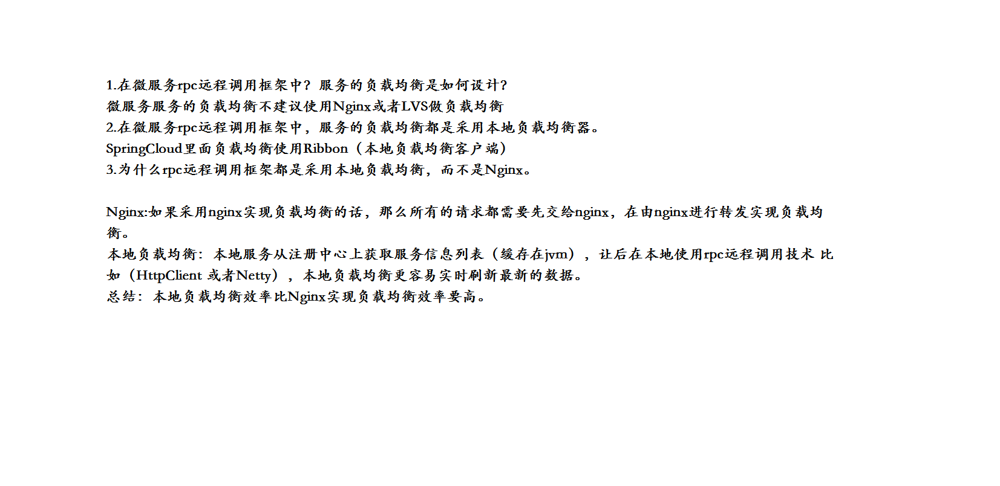 1.在微服务rpc远程调用框架中？服务的负载均衡是如何设计？
微服务服务的负载均衡不建议使用Nginx或者LVS做负载均衡
2.在微服务rpc远程调用框架中，服务的负载均衡都是采用本地负载均衡器。
SpringCloud里面负载均衡使用Ribbon（本地负载均衡客户端）
3.为什么rpc远程调用框架都是采用本地负载均衡，而不是Nginx。
Nginx:如果采用nginx实现负载均衡的话，那么所有的请求都需要先交给nginx，在由nginx进行转发实现负载均
衡。
本地负载均衡：本地服务从注册中心上获取服务信息列表（缓存在jvm），让后在本地使用rpc远程调用技术 比
如（HttpClient 或者Netty），本地负载均衡更容易实时刷新最新的数据。
总结：本地负载均衡效率比Nginx实现负载均衡效率要高。